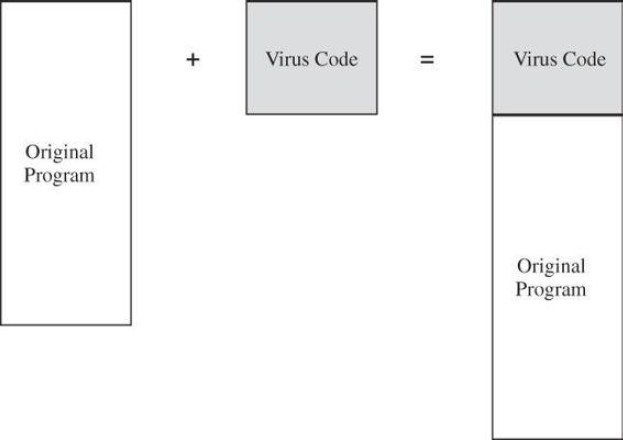 Original
Program
+
Virus Code
=
Virus Code
Original
Program